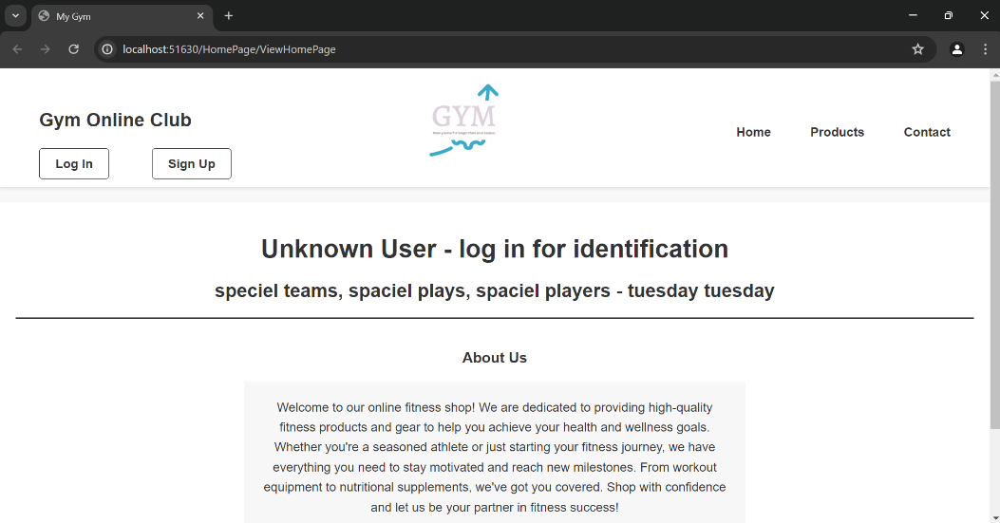 My Gym
localhost:51630/HomePage/ViewHomePage
Gym Online Club
GYM
Home Products Contact
Log In Sign Up
Unknown User - log in for identification
speciel teams, spaciel plays, spaciel players - tuesday tuesday
About Us
Welcome to our online fitness shop! We are dedicated to providing high-quality
fitness products and gear to help you achieve your health and wellness goals.
Whether you're a seasoned athlete or just starting your fitness journey, we have
everything you need to stay motivated and reach new milestones. From workout
equipment to nutritional supplements, we've got you covered. Shop with confidence
and let us be your partner in fitness success!